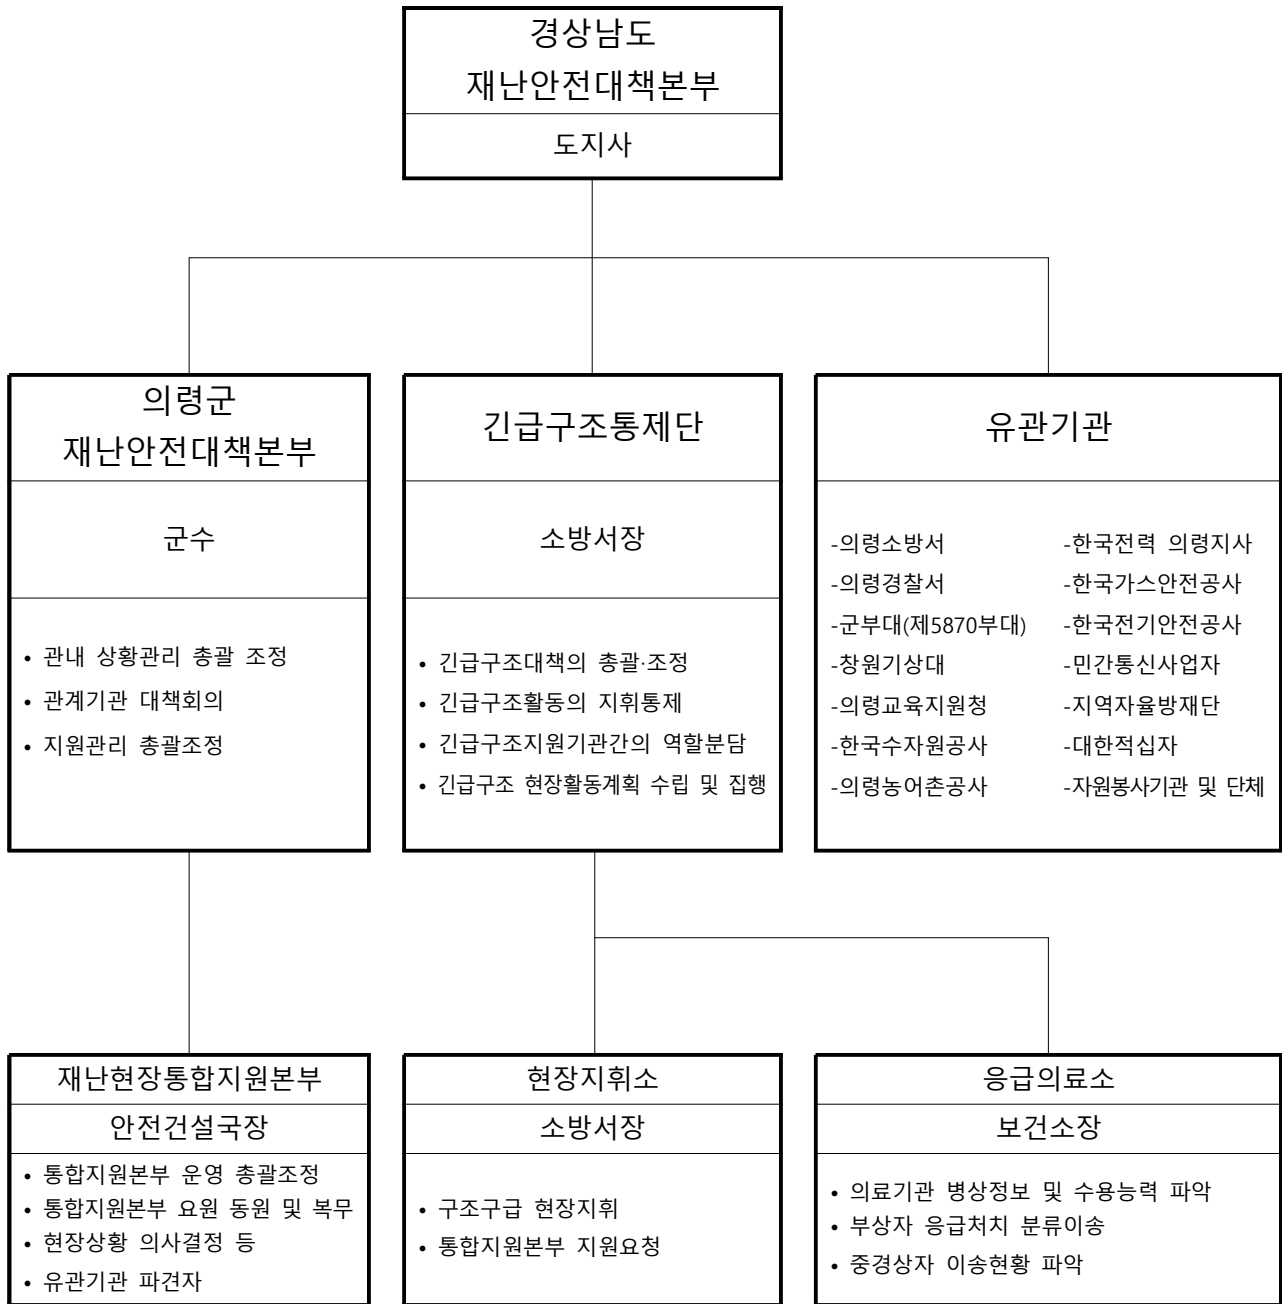 경상남도
재난안전대책본부
도지사
의령군
재난안전대책본부
군수
• 관내 상황관리 총괄 조정
• 관계기관 대책회의
• 지원관리 총괄조정
긴급구조통제단
소방서장
• 긴급구조대책의 총괄·조정
• 긴급구조활동의 지휘통제
• 긴급구조지원기관간의 역할분담
• 긴급구조 현장활동계획 수립 및 집행
유관기관
-의령소방서
-의령경찰서
-군부대(제5870부대)
-창원기상대
-의령교육지원청
-한국수자원공사
-의령농어촌공사
-한국전력 의령지사
-한국가스안전공사
-한국전기안전공사
-민간통신사업자
-지역자율방재단
-대한적십자
-자원봉사기관 및 단체
재난현장통합지원본부
안전건설국장
• 통합지원본부 운영 총괄조정
• 통합지원본부 요원 동원 및 복무
• 현장상황 의사결정 등
• 유관기관 파견자
현장지휘소
소방서장
• 구조구급 현장지휘
• 통합지원본부 지원요청
응급의료소
보건소장
• 의료기관 병상정보 및 수용능력 파악
• 부상자 응급처치 분류이송
• 중경상자 이송현황 파악